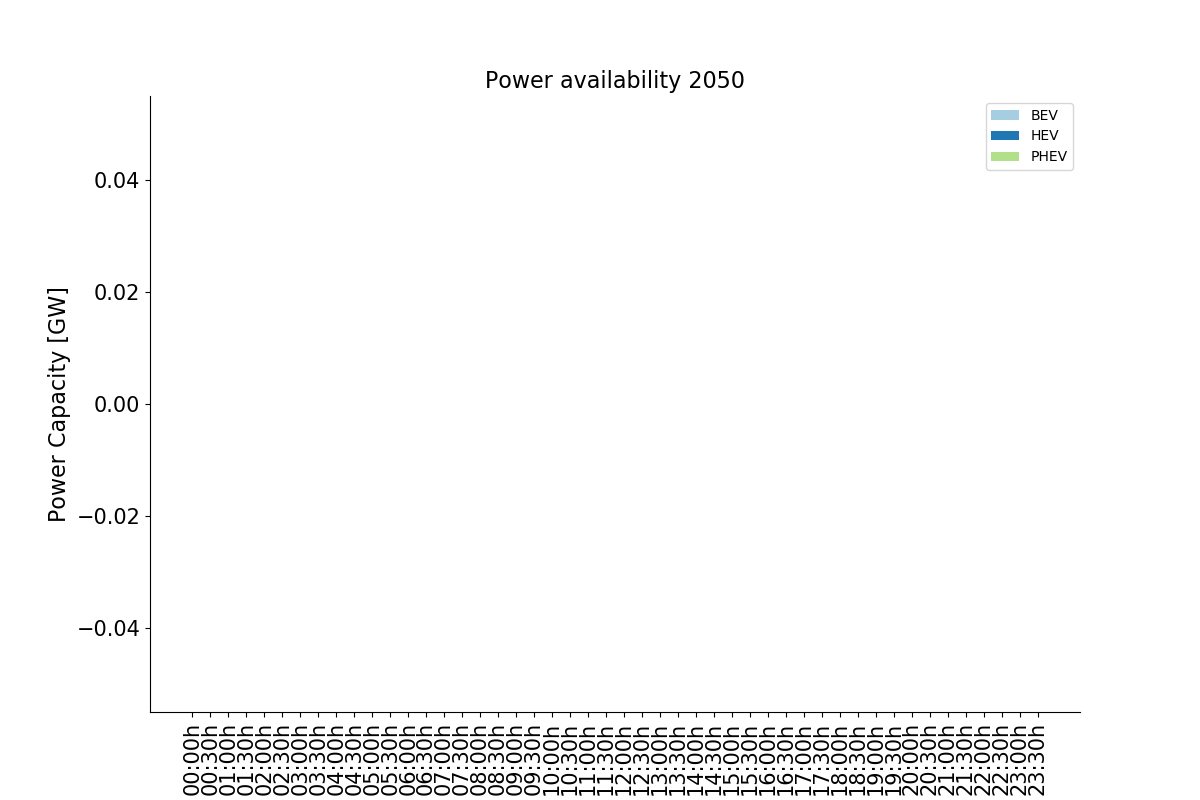 Power availability 2050
BEV
HEV
PHEV
Power Capacity [GW]
0.04
0.02
0.00
−0.02
−0.04
00:00h
00:30h
01:00h
01:30h
02:00h
02:30h
03:00h
03:30h
04:00h
04:30h
05:00h
05:30h
06:00h
06:30h
07:00h
07:30h
08:00h
08:30h
09:00h
09:30h
10:00h
10:30h
11:00h
11:30h
12:00h
12:30h
13:00h
13:30h
14:00h
14:30h
15:00h
15:30h
16:00h
16:30h
17:00h
17:30h
18:00h
18:30h
19:00h
19:30h
20:00h
20:30h
21:00h
21:30h
22:00h
22:30h
23:00h
23:30h